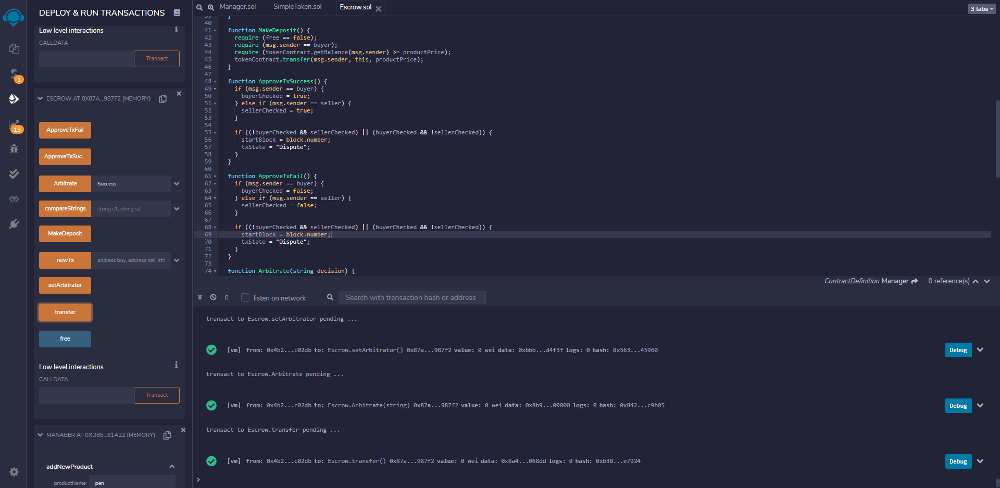 DEPLOY & RUN TRANSACTIONS
Low level interactions
CALLDATA
Transact
1
13
ESCROW AT 0X87A...987F2 (MEMORY)
ApproveTxFail
ApproveTxSuc...
Arbitrate Success
compareStrings string s1, string s2
MakeDeposit
newTx address buy, address sell, stri
setArbitrator
transfer
free
Low level interactions
CALLDATA
Transact
MANAGER AT 0XD85...61A22 (MEMORY)
addNewProduct
productName: pen
Manager.sol SimpleToken.sol Escrow.sol 3 tabs
39 }
40
41 function MakeDeposit() {
42 require (free == false);
43 require (msg.sender == buyer);
44 require (tokenContract.getBalance(msg.sender) >= productPrice);
45 tokenContract.transfer(msg.sender, this, productPrice);
46 }
47
48 function ApproveTxSuccess() {
49 if (msg.sender == buyer) {
50 buyerChecked = true;
51 } else if (msg.sender == seller) {
52 sellerChecked = true;
53 }
54
55 if ((!buyerChecked && sellerChecked) || (buyerChecked && !sellerChecked)) {
56 startBlock = block.number;
57 txState = "Dispute";
58 }
59 }
60
61 function ApproveTxFail() {
62 if (msg.sender == buyer) {
63 buyerChecked = false;
64 } else if (msg.sender == seller) {
65 sellerChecked = false;
66 }
67
68 if ((!buyerChecked && sellerChecked) || (buyerChecked && !sellerChecked)) {
69 startBlock = block.number;
70 txState = "Dispute";
71 }
72 }
73
74 function Arbitrate(string decision) {
ContractDefinition Manager 0 reference(s)
0 listen on network Search with transaction hash or address
transact to Escrow.setArbitrator pending ...
[vm] from: 0x4b2...c02db to: Escrow.setArbitrator() 0x87a...987f2 value: 0 wei data: 0xbbb...d4f3f logs: 0 hash: 0x563...45960 Debug
transact to Escrow.Arbitrate pending ...
[vm] from: 0x4b2...c02db to: Escrow.Arbitrate(string) 0x87a...987f2 value: 0 wei data: 0x8b9...00000 logs: 0 hash: 0x842...c9b05 Debug
transact to Escrow.transfer pending ...
[vm] from: 0x4b2...c02db to: Escrow.transfer() 0x87a...987f2 value: 0 wei data: 0x8a4...068dd logs: 0 hash: 0xb30...e7924 Debug
>